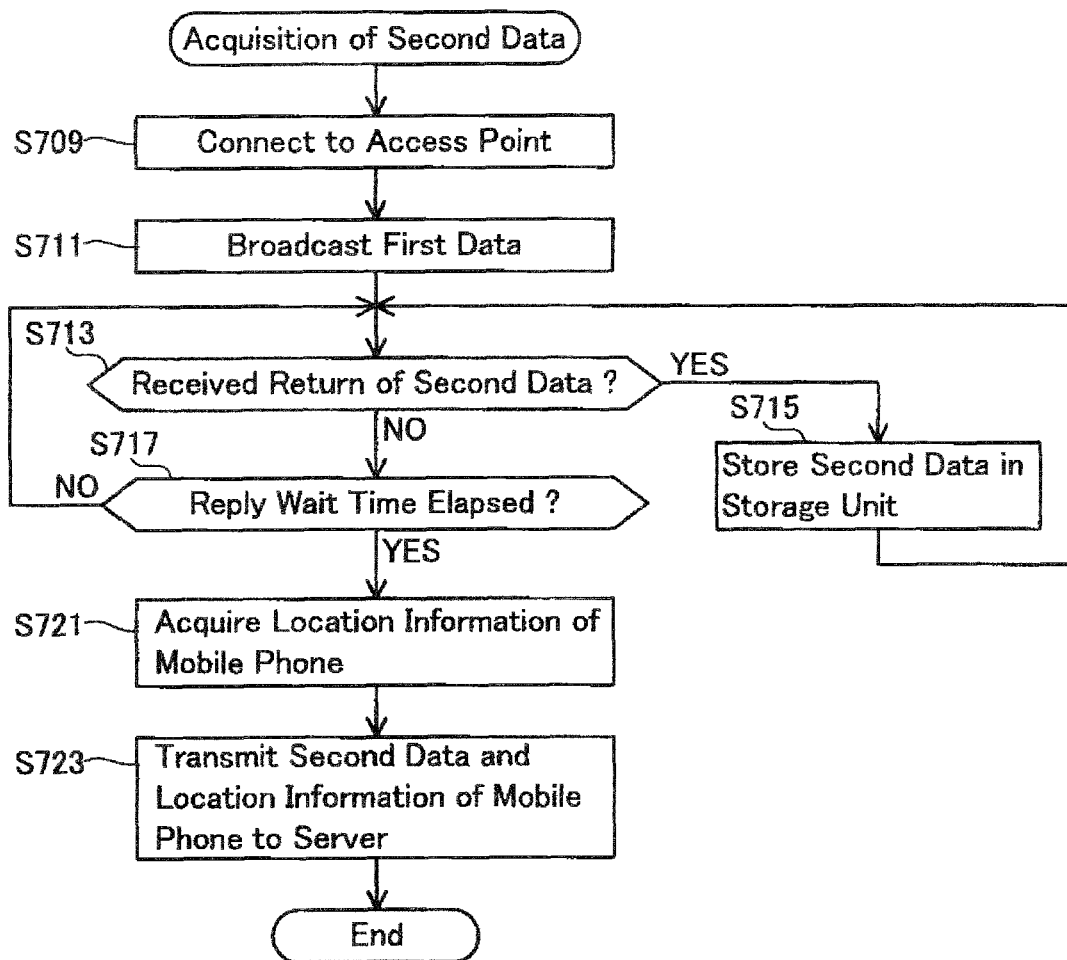 Acquisition of Second Data
S709
Connect to Access Point
S711
Broadcast First Data
S713
Received Return of Second Data ?
YES
S715
Store Second Data in
Storage Unit
NO
S717
NO
Reply Wait Time Elapsed ?
YES
S721
Acquire Location Information of
Mobile Phone
S723
Transmit Second Data and
Location Information of Mobile
Phone to Server
End